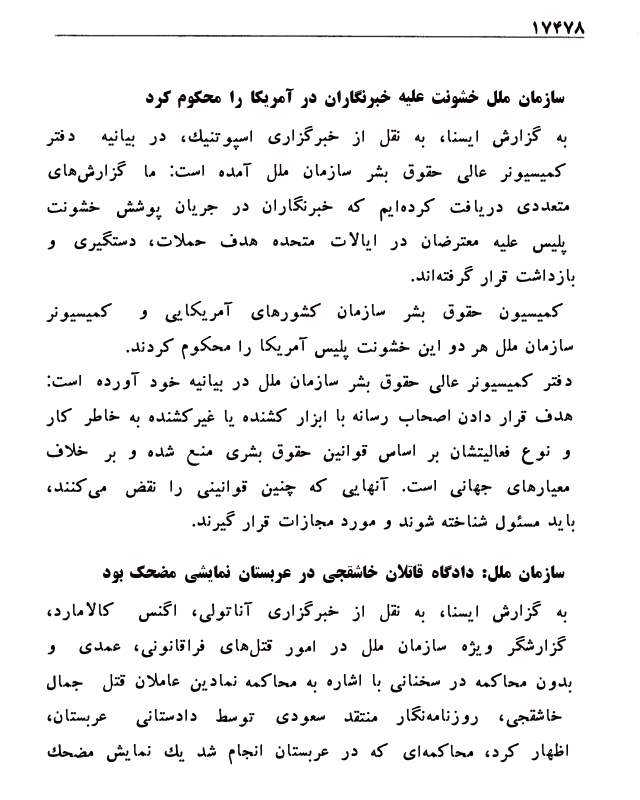 ۱۷۴۷۸
سازمان ملل خشونت علیه خبرنگاران در آمریکا را محکوم کرد
به گزارش ایسنا، به نقل از خبرگزاری اسپوتنیك، در بیانیه دفتر
کمیسیونر عالی حقوق بشر سازمان ملل آمده است: ما گزارش‌های
متعددی دریافت کرده‌ایم که خبرنگاران در جریان پوشش خشونت
پلیس علیه معترضان در ایالات متحده هدف حملات، دستگیری و
بازداشت قرار گرفته‌اند.
کمیسیون حقوق بشر سازمان کشورهای آمریکایی و کمیسیونر
سازمان ملل هر دو این خشونت پلیس آمریکا را محکوم کردند.
دفتر کمیسیونر عالی حقوق بشر سازمان ملل در بیانیه خود آورده است:
هدف قرار دادن اصحاب رسانه با ابزار کشنده یا غیرکشنده به خاطر کار
و نوع فعالیتشان بر اساس قوانین حقوق بشری منع شده و بر خلاف
معیارهای جهانی است. آنهایی که چنین قوانینی را نقض می‌کنند،
باید مسئول شناخته شوند و مورد مجازات قرار گیرند.
سازمان ملل: دادگاه قاتلان خاشقجی در عربستان نمایشی مضحک بود
به گزارش ایسنا، به نقل از خبرگزاری آناتولی، اگنس کالامارد،
گزارشگر ویژه سازمان ملل در امور قتل‌های فراقانونی، عمدی و
بدون محاکمه در سخنانی با اشاره به محاکمه نمادین عاملان قتل جمال
خاشقجی، روزنامه‌نگار منتقد سعودی توسط دادستانی عربستان،
اظهار کرد، محاکمه‌ای که در عربستان انجام شد یك نمایش مضحك